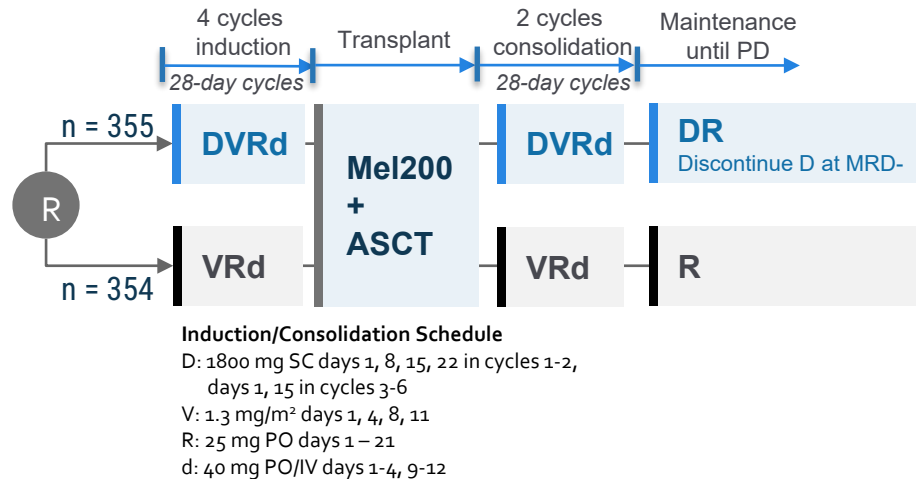 4 cycles
induction
28-day cycles
Transplant
2 cycles
consolidation
28-day cycles
Maintenance
until PD
n = 355
R
n = 354
DVRd
VRd
Mel200
+
ASCT
DVRd
VRd
DR
Discontinue D at MRD-
R
Induction/Consolidation Schedule
D: 1800 mg SC days 1, 8, 15, 22 in cycles 1-2,
days 1, 15 in cycles 3-6
V: 1.3 mg/m² days 1, 4, 8, 11
R: 25 mg PO days 1 – 21
d: 40 mg PO/IV days 1-4, 9-12